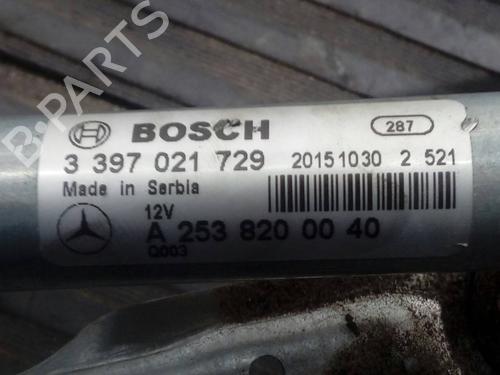 B-PARTS
BOSCH 287
3 397 021 729 20151030 2 521
Made in Serbia
12V
A 253 820 00 40
Q003